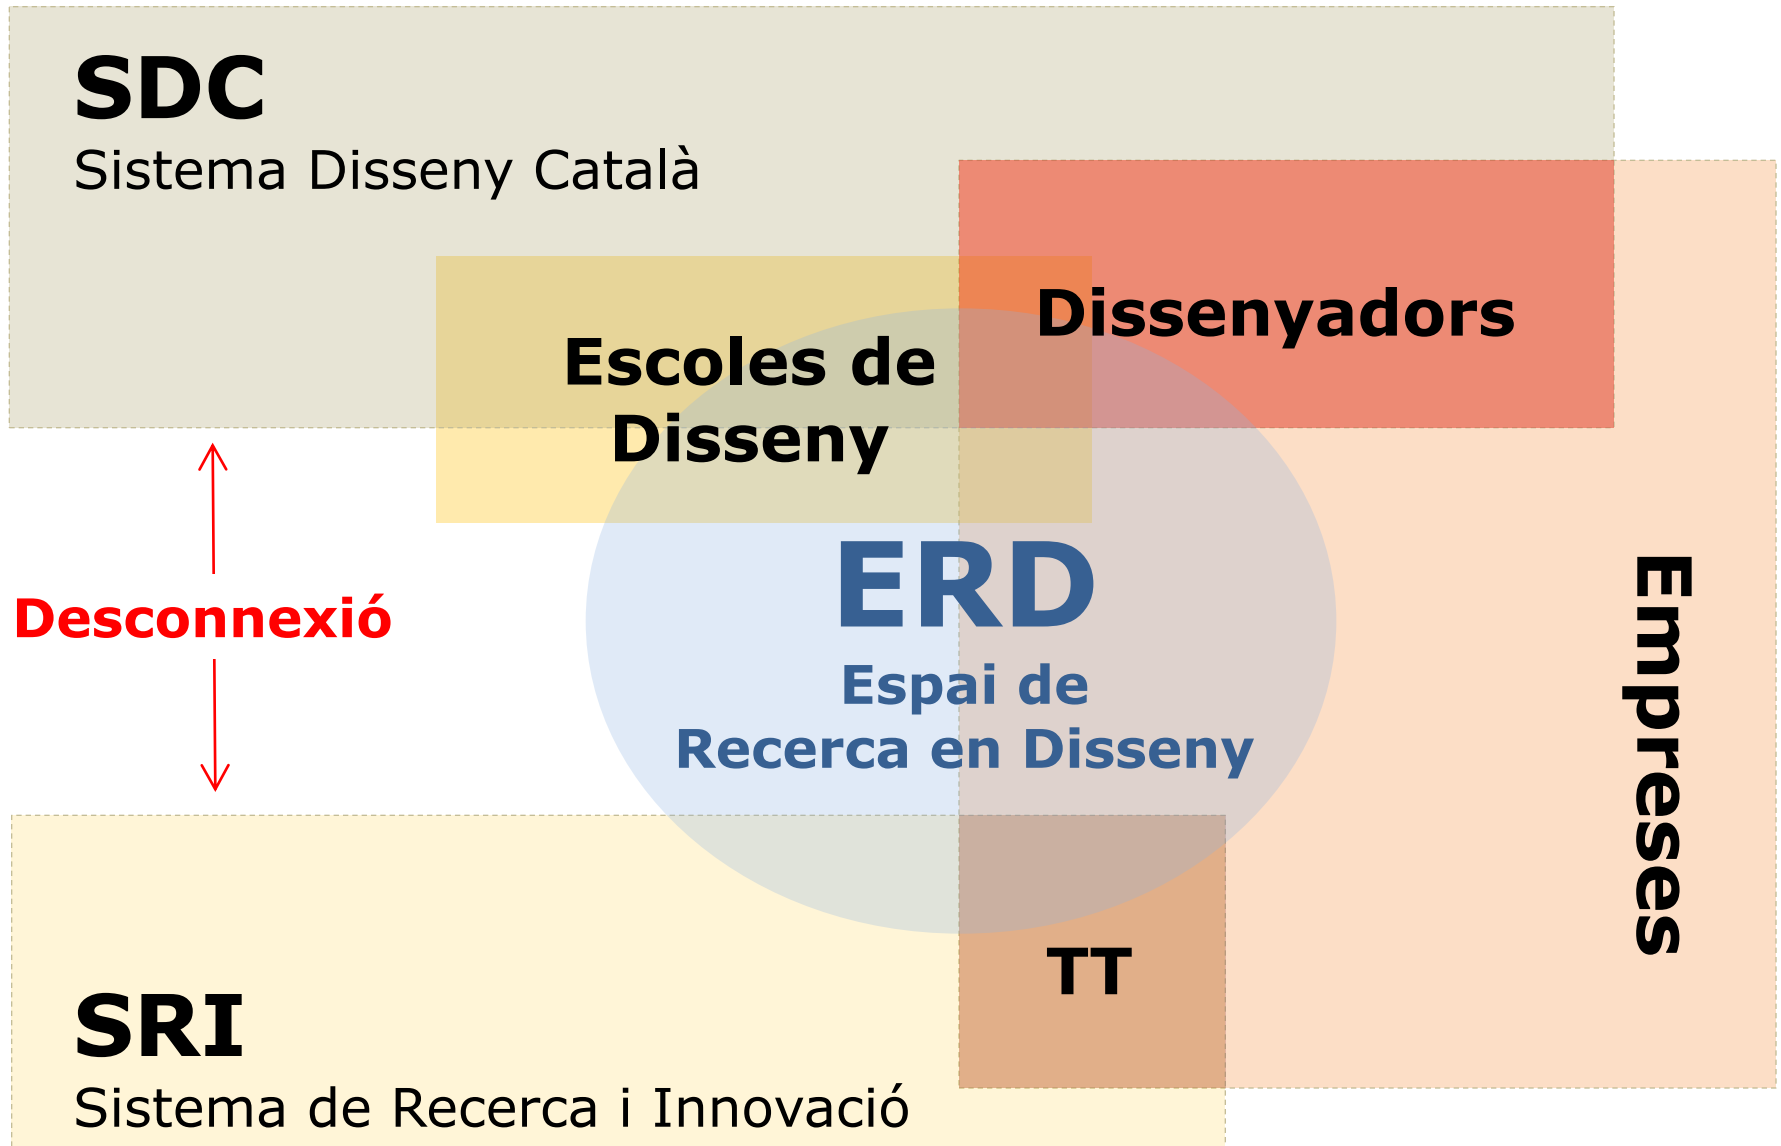 SDC
Sistema Disseny Català
Dissenyadors
Escoles de
Disseny
Desconnexió
ERD
Espai de
Recerca en Disseny
Empreses
TT
SRI
Sistema de Recerca i Innovació